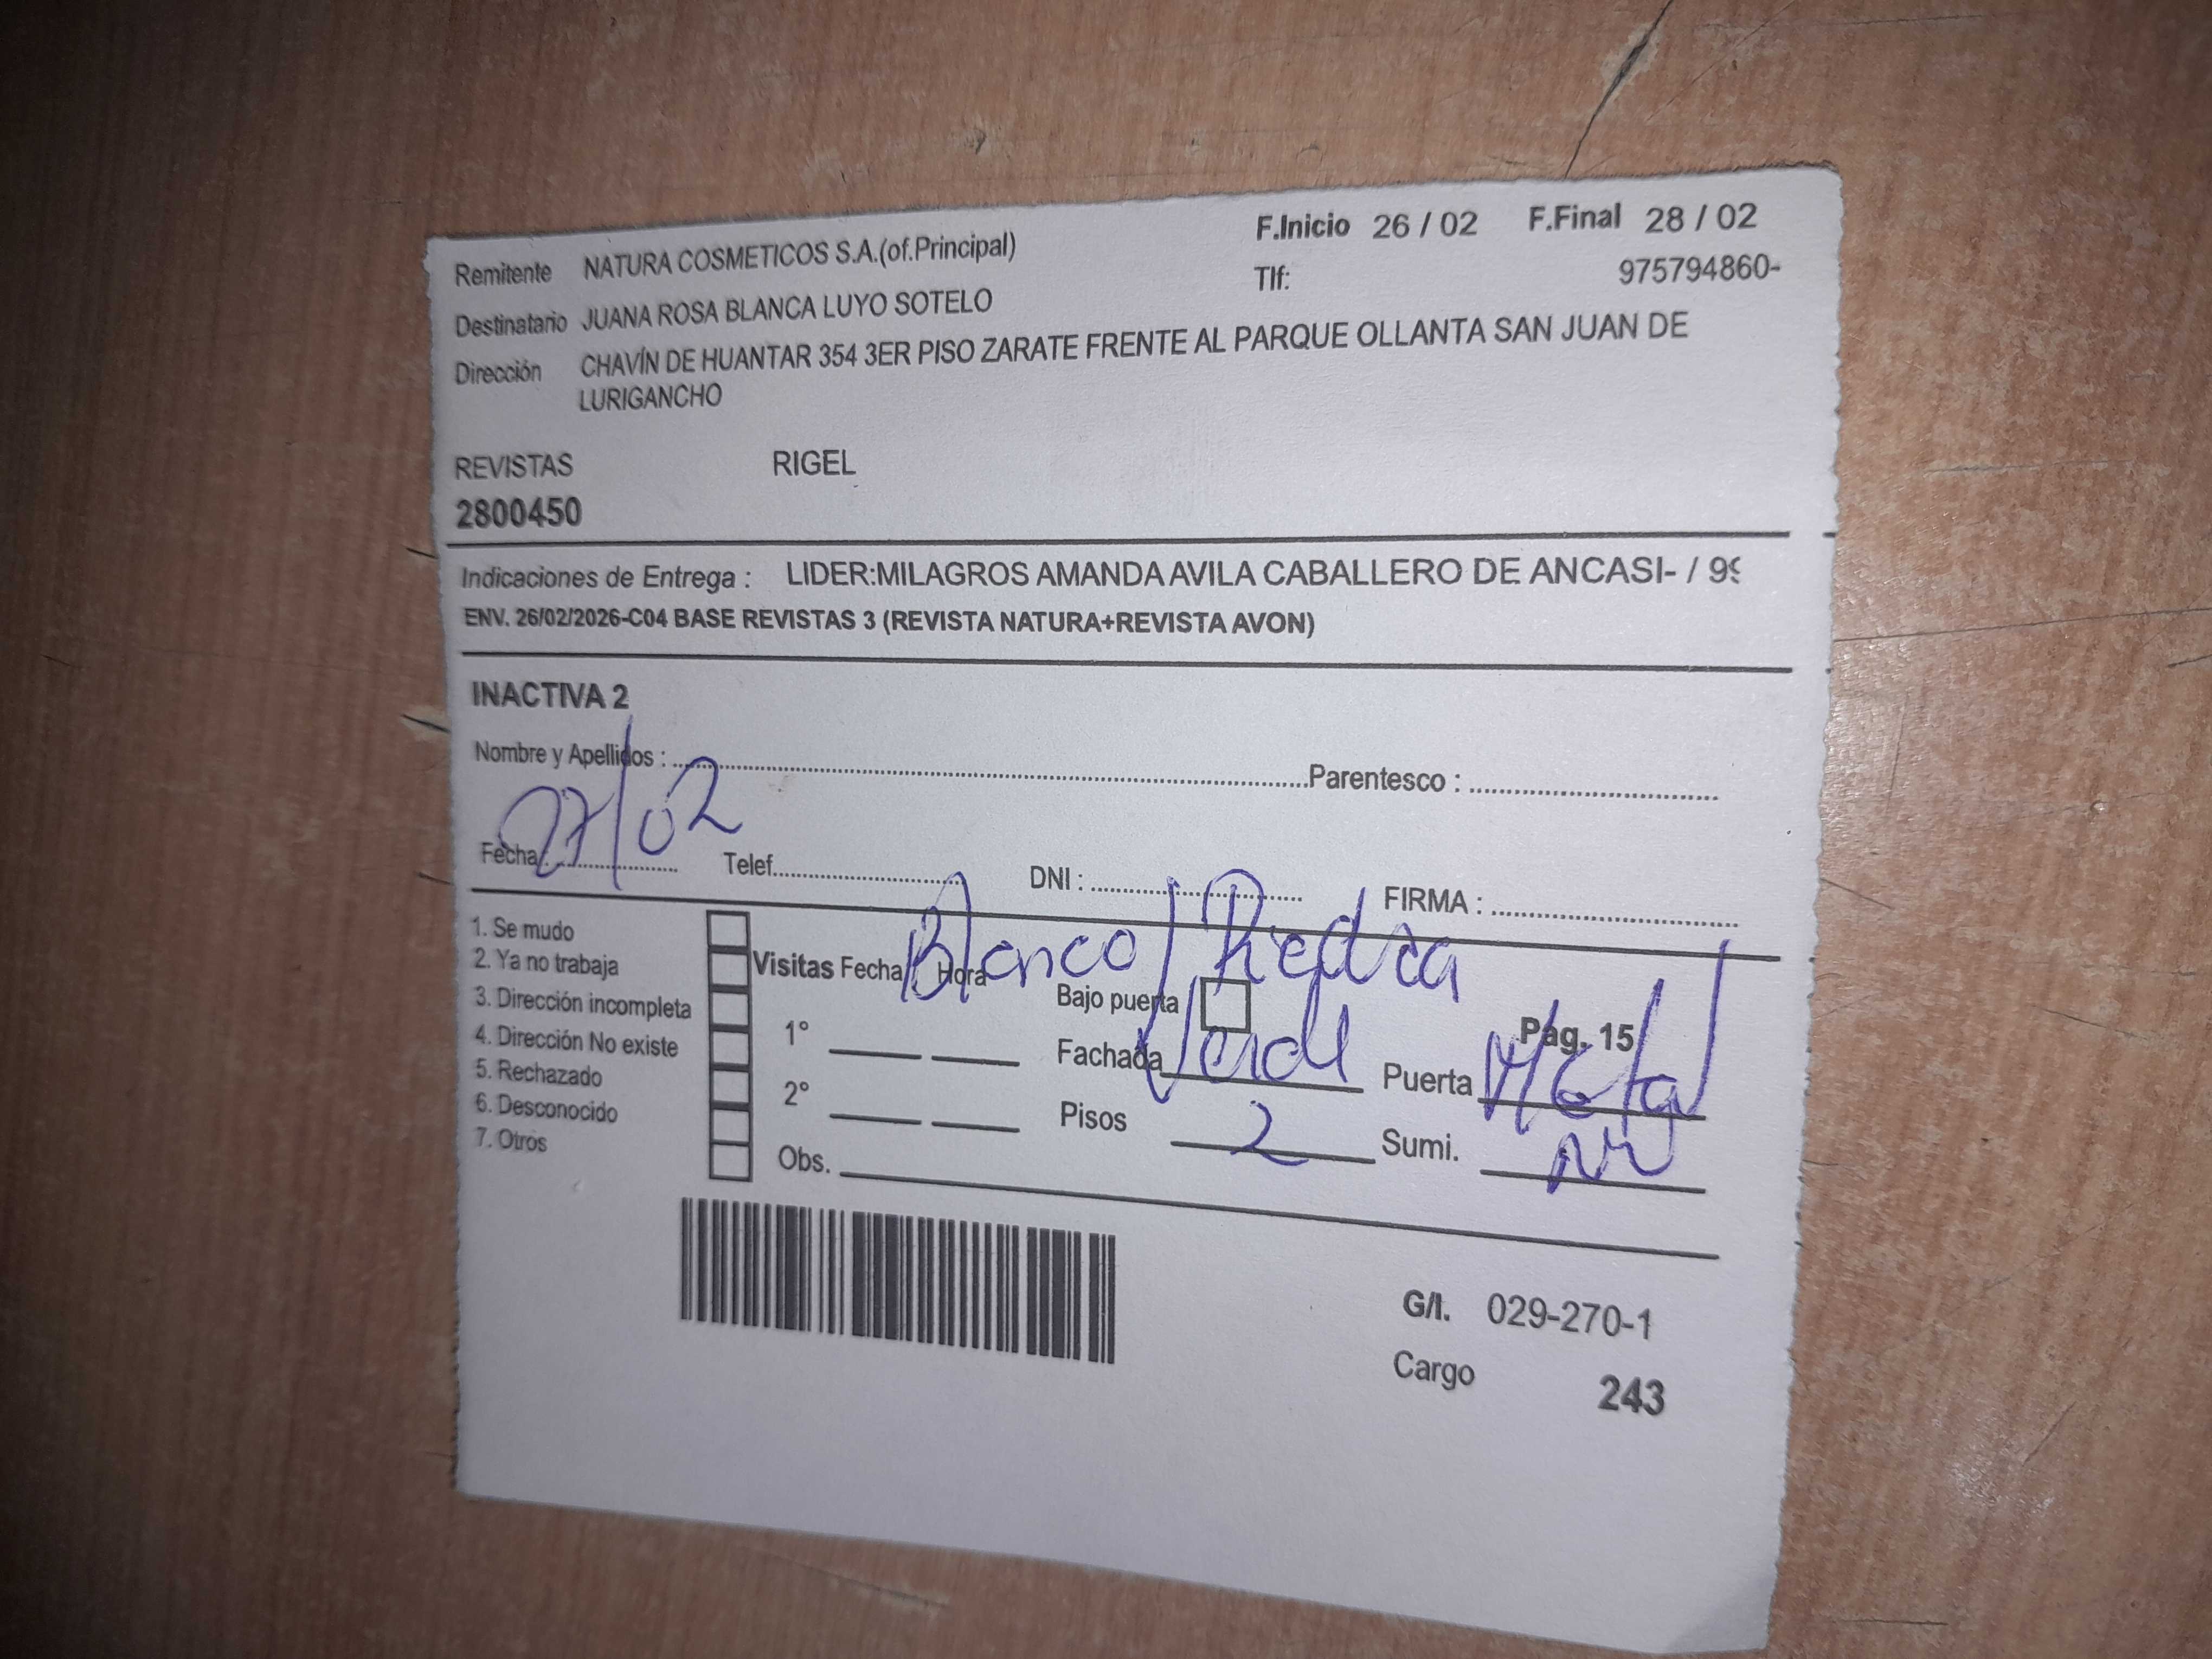 Remitente NATURA COSMETICOS S.A.(of.Principal) F.Inicio 26 / 02 F.Final 28 / 02
Destinatario JUANA ROSA BLANCA LUYO SOTELO Tlf: 975794860-
Dirección CHAVÍN DE HUANTAR 354 3ER PISO ZARATE FRENTE AL PARQUE OLLANTA SAN JUAN DE
LURIGANCHO
REVISTAS RIGEL
2800450
Indicaciones de Entrega : LIDER:MILAGROS AMANDA AVILA CABALLERO DE ANCASI- / 99
ENV. 26/02/2026-C04 BASE REVISTAS 3 (REVISTA NATURA+REVISTA AVON)
INACTIVA 2
Nombre y Apellidos : Parentesco :
Fecha: 27/02 Telef. DNI : FIRMA :
Blanco/Piedra
1. Se mudo
2. Ya no trabaja Visitas Fecha Hora
3. Dirección incompleta Bajo puerta
4. Dirección No existe 1° Fachada Verde Puerta Metal Pág. 15
5. Rechazado
6. Desconocido 2° Pisos 2 Sumi.
7. Otros Obs.
G/I. 029-270-1
Cargo 243